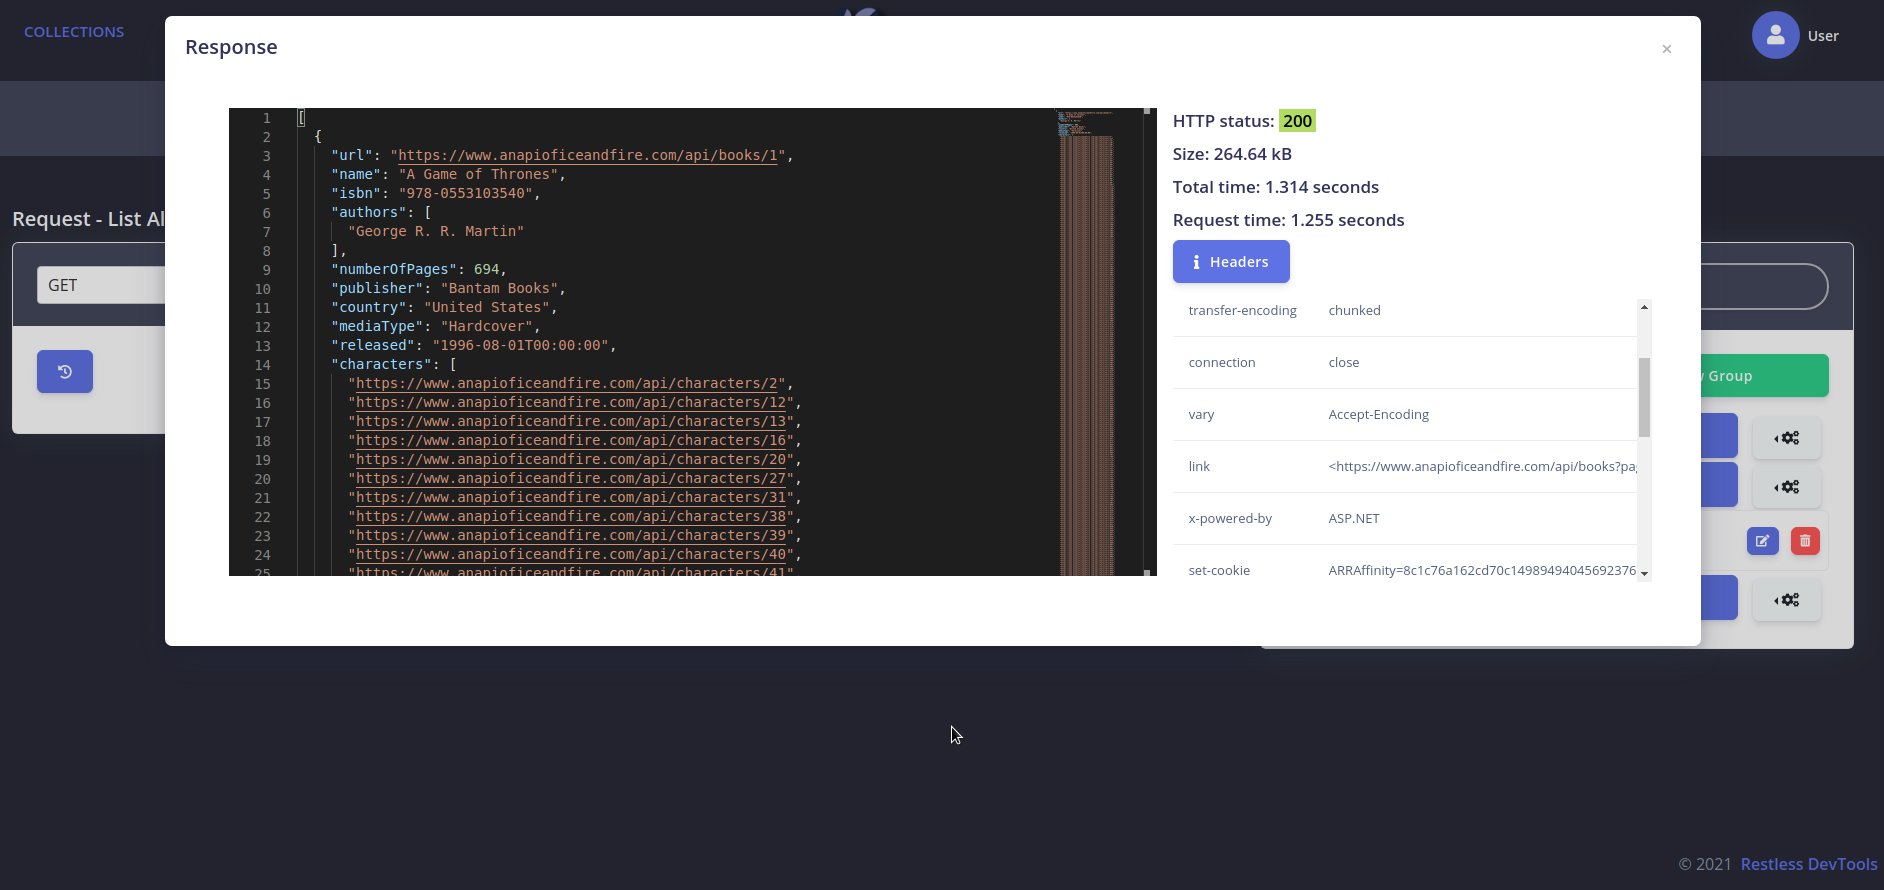 COLLECTIONS
User
Response
×
1 [
2 {
3 "url": "https://www.anapioficeandfire.com/api/books/1",
4 "name": "A Game of Thrones",
5 "isbn": "978-0553103540",
6 "authors": [
7 "George R. R. Martin"
8 ],
9 "numberOfPages": 694,
10 "publisher": "Bantam Books",
11 "country": "United States",
12 "mediaType": "Hardcover",
13 "released": "1996-08-01T00:00:00",
14 "characters": [
15 "https://www.anapioficeandfire.com/api/characters/2",
16 "https://www.anapioficeandfire.com/api/characters/12",
17 "https://www.anapioficeandfire.com/api/characters/13",
18 "https://www.anapioficeandfire.com/api/characters/16",
19 "https://www.anapioficeandfire.com/api/characters/20",
20 "https://www.anapioficeandfire.com/api/characters/27",
21 "https://www.anapioficeandfire.com/api/characters/31",
22 "https://www.anapioficeandfire.com/api/characters/38",
23 "https://www.anapioficeandfire.com/api/characters/39",
24 "https://www.anapioficeandfire.com/api/characters/40",
25 "https://www.anapioficeandfire.com/api/characters/41"
HTTP status: 200
Size: 264.64 kB
Total time: 1.314 seconds
Request time: 1.255 seconds
Headers
transfer-encoding chunked
connection close
vary Accept-Encoding
link <https://www.anapioficeandfire.com/api/books?pag
x-powered-by ASP.NET
set-cookie ARRAffinity=8c1c76a162cd70c14989494045692376
Request - List Al
GET
Group
© 2021 Restless DevTools